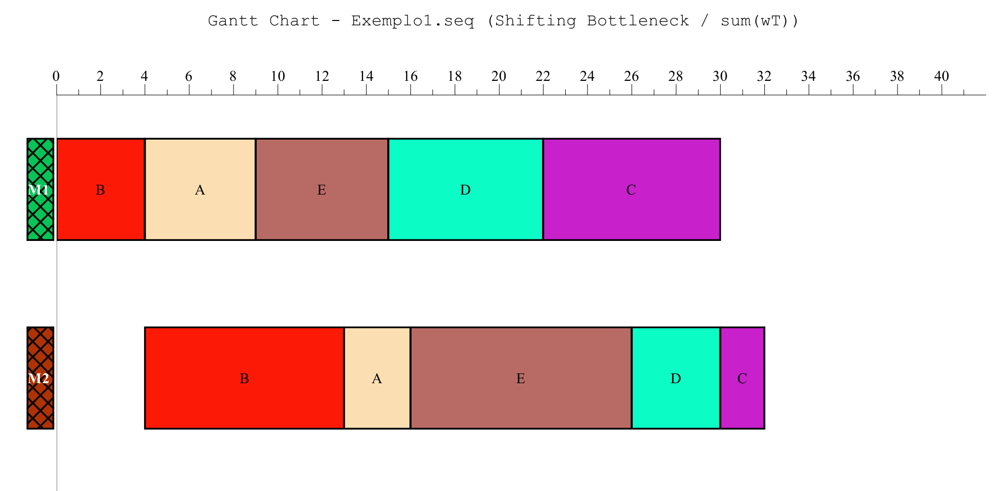 Gantt Chart - Exemplo1.seq (Shifting Bottleneck / sum(wT))
0 2 4 6 8 10 12 14 16 18 20 22 24 26 28 30 32 34 36 38 40
M1 B A E D C
M2 B A E D C